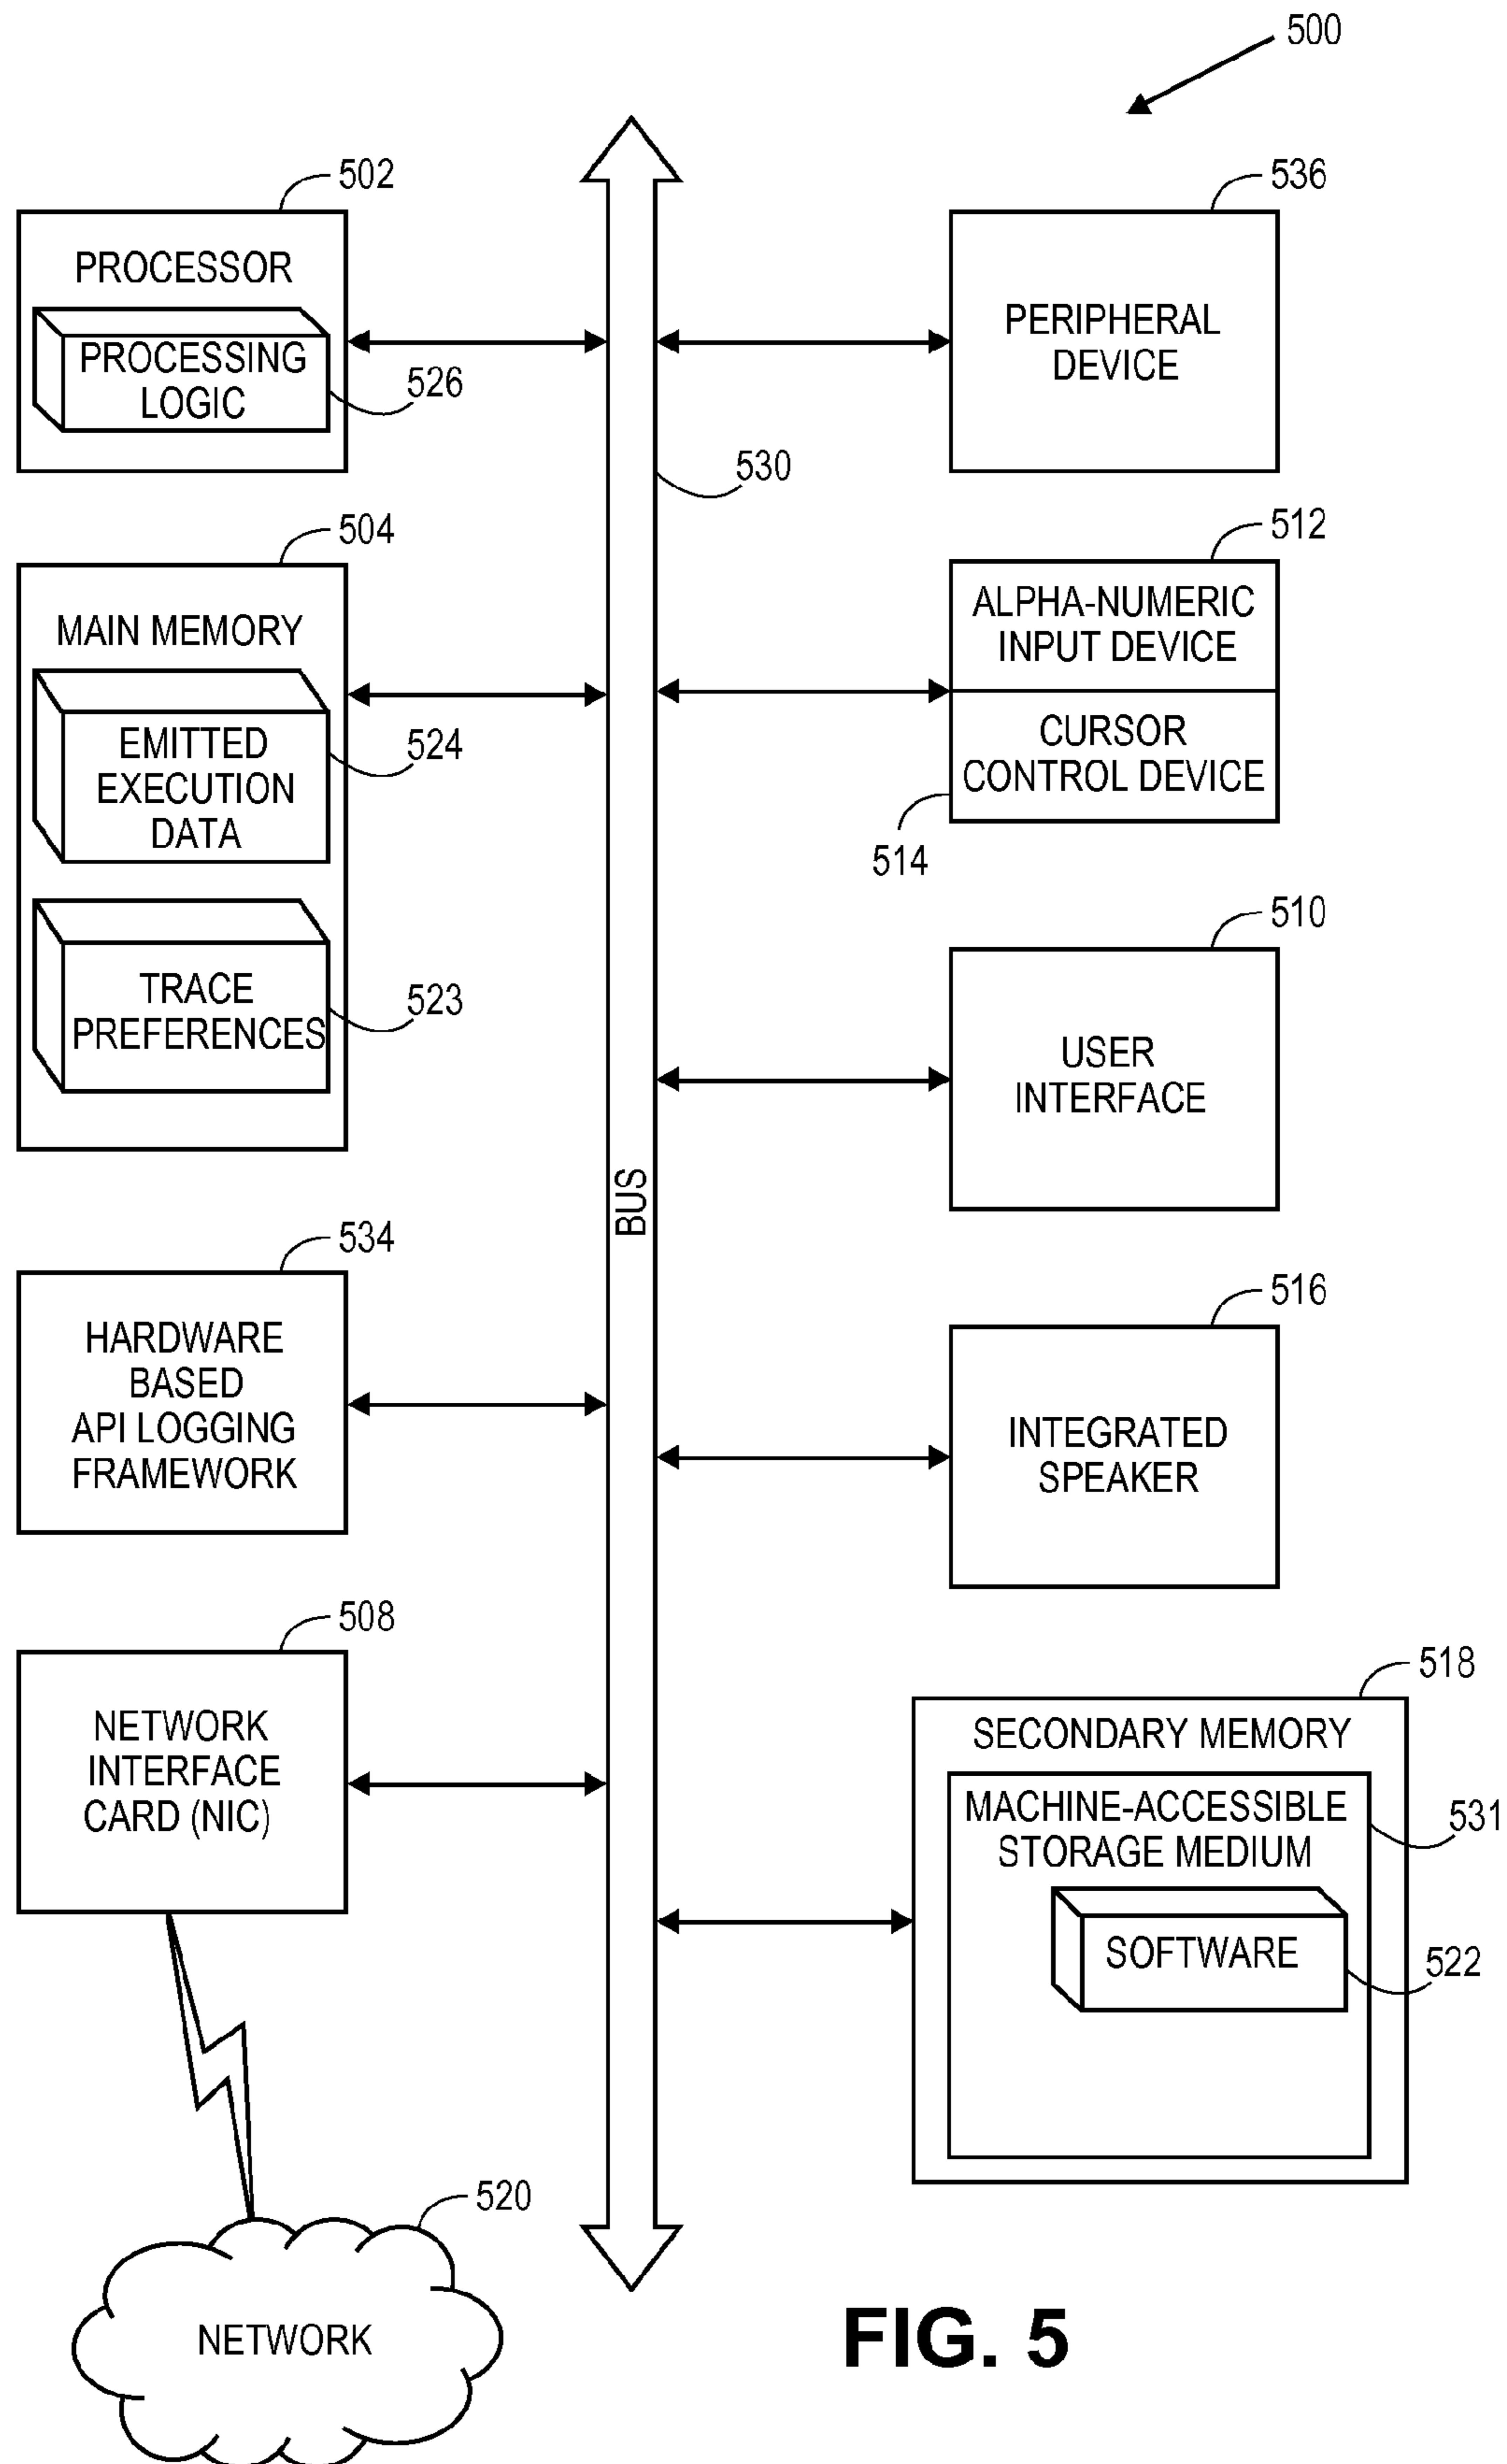 500
502
PROCESSOR
PROCESSING
LOGIC
526
504
MAIN MEMORY
EMITTED
EXECUTION
DATA
524
TRACE
PREFERENCES
523
534
HARDWARE
BASED
API LOGGING
FRAMEWORK
508
NETWORK
INTERFACE
CARD (NIC)
520
NETWORK
530
BUS
536
PERIPHERAL
DEVICE
512
ALPHA-NUMERIC
INPUT DEVICE
CURSOR
CONTROL DEVICE
514
510
USER
INTERFACE
516
INTEGRATED
SPEAKER
518
SECONDARY MEMORY
MACHINE-ACCESSIBLE
STORAGE MEDIUM
531
SOFTWARE
522
FIG. 5